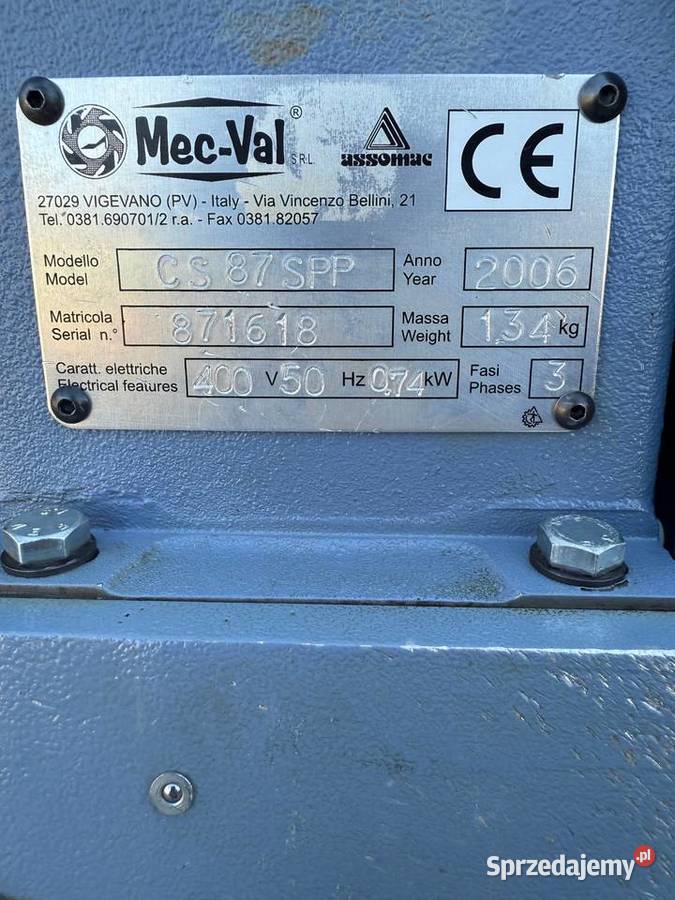 Mec-Val ® S.R.L
assomac
CE
27029 VIGEVANO (PV) - Italy - Via Vincenzo Bellini, 21
Tel. 0381.690701/2 r.a. - Fax 0381.82057
Modello CS 87 SPP Anno 2006
Model Year
Matricola 871618 Massa 134 kg
Serial n.° Weight
Caratt. elettriche 400 V 50 Hz 0,74 kW Fasi 3
Electrical features Phases
Sprzedajemy.pl